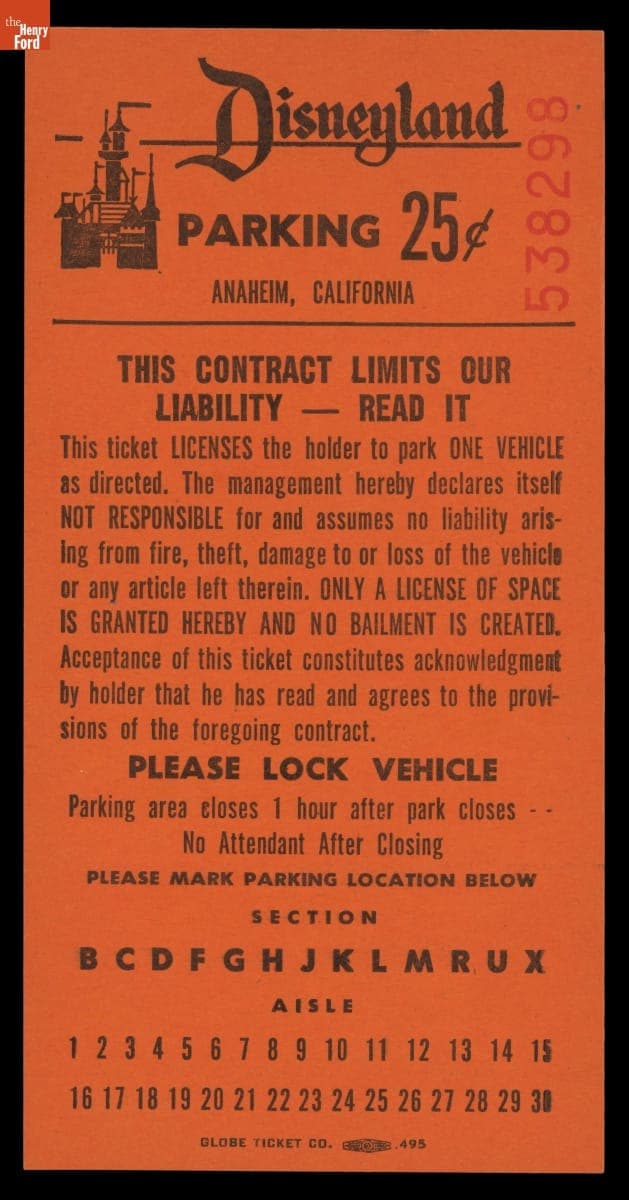 the
Henry
Ford
Disneyland
PARKING 25¢
538298
ANAHEIM, CALIFORNIA
THIS CONTRACT LIMITS OUR
LIABILITY — READ IT
This ticket LICENSES the holder to park ONE VEHICLE
as directed. The management hereby declares itself
NOT RESPONSIBLE for and assumes no liability aris-
ing from fire, theft, damage to or loss of the vehicle
or any article left therein. ONLY A LICENSE OF SPACE
IS GRANTED HEREBY AND NO BAILMENT IS CREATED.
Acceptance of this ticket constitutes acknowledgment
by holder that he has read and agrees to the provi-
sions of the foregoing contract.
PLEASE LOCK VEHICLE
Parking area closes 1 hour after park closes - -
No Attendant After Closing
PLEASE MARK PARKING LOCATION BELOW
SECTION
B C D F G H J K L M R U X
AISLE
1 2 3 4 5 6 7 8 9 10 11 12 13 14 15
16 17 18 19 20 21 22 23 24 25 26 27 28 29 30
GLOBE TICKET CO. .495